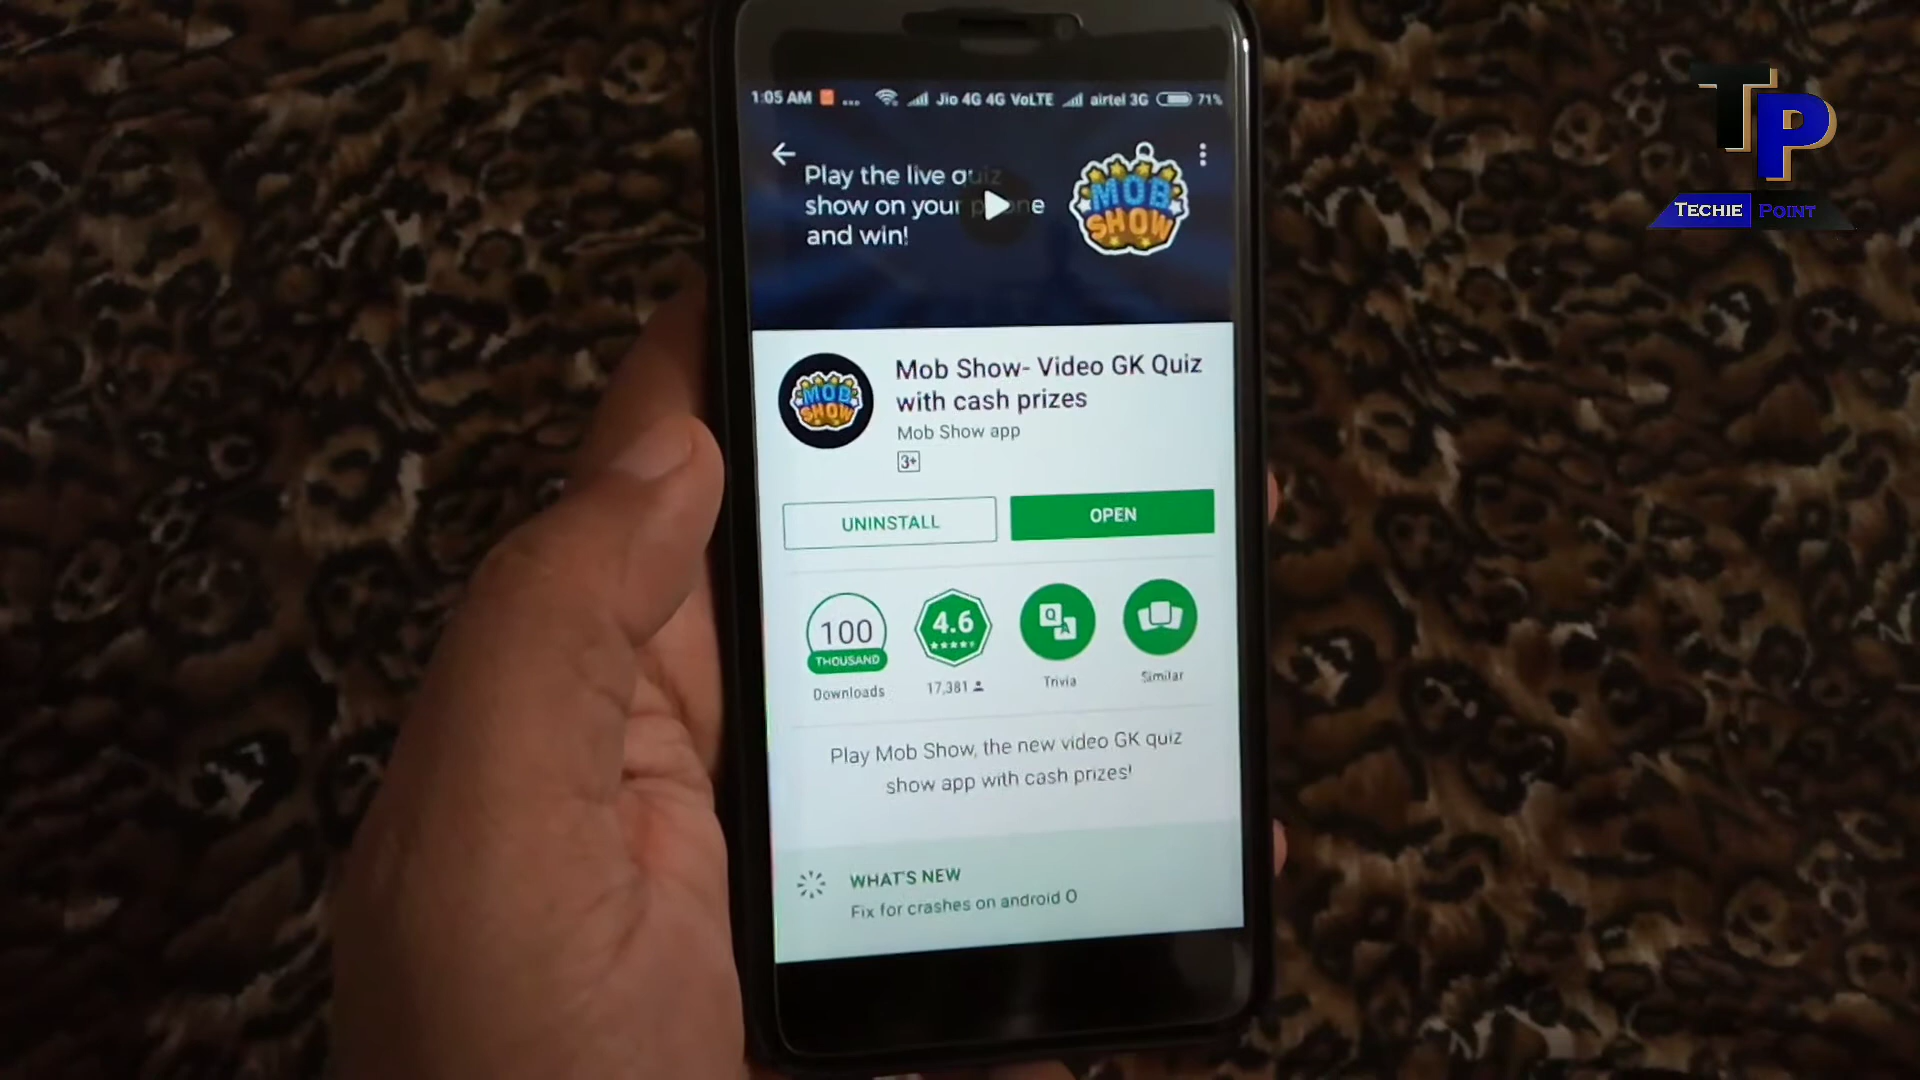 1:05 AM ... Jio 4G 4G VoLTE airtel 3G 71%
Play the live quiz
show on your phone
and win!
MOB
SHOW
MOB
SHOW
Mob Show- Video GK Quiz
with cash prizes
Mob Show app
3+
UNINSTALL
OPEN
100
THOUSAND
Downloads
4.6
17,381
Q
A
Trivia
Similar
Play Mob Show, the new video GK quiz
show app with cash prizes!
WHAT'S NEW
Fix for crashes on android O
TP
TECHIE POINT